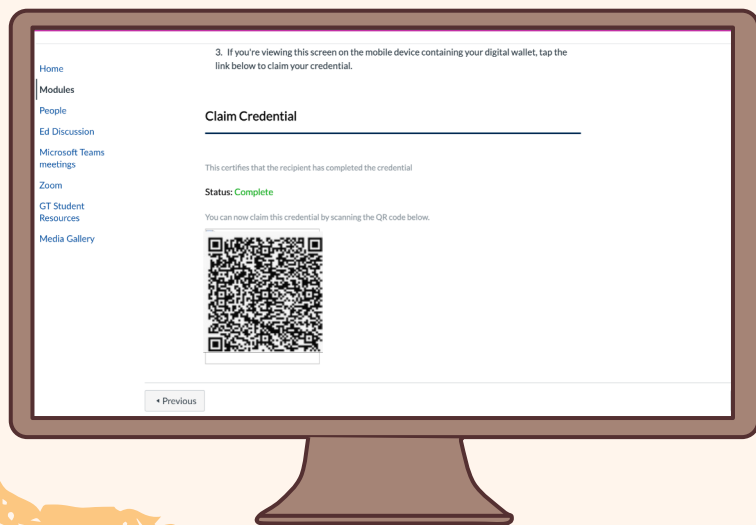 3. If you're viewing this screen on the mobile device containing your digital wallet, tap the
link below to claim your credential.
Home
Modules
People
Ed Discussion
Microsoft Teams
meetings
Zoom
GT Student
Resources
Media Gallery
Claim Credential
This certifies that the recipient has completed the credential
Status: Complete
You can now claim this credential by scanning the QR code below.
◂ Previous